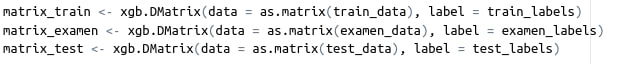 matrix_train <- xgb.DMatrix(data = as.matrix(train_data), label = train_labels)
matrix_examen <- xgb.DMatrix(data = as.matrix(examen_data), label = examen_labels)
matrix_test <- xgb.DMatrix(data = as.matrix(test_data), label = test_labels)